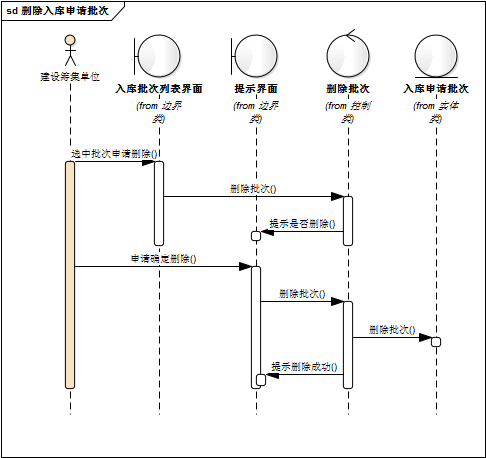 sd 删除入库申请批次
建设筹集单位
入库批次列表界面
(from 边界
类)
提示界面
(from 边界
类)
删除批次
(from 控制
类)
入库申请批次
(from 实体
类)
选中批次申请删除()
删除批次()
提示是否删除()
申请确定删除()
删除批次()
删除批次()
提示删除成功()